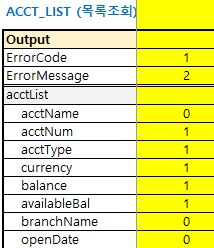 ACCT_LIST (목록조회)
Output
ErrorCode 1
ErrorMessage 2
acctList
acctName 0
acctNum 1
acctType 1
currency 1
balance 1
availableBal 1
branchName 0
openDate 0